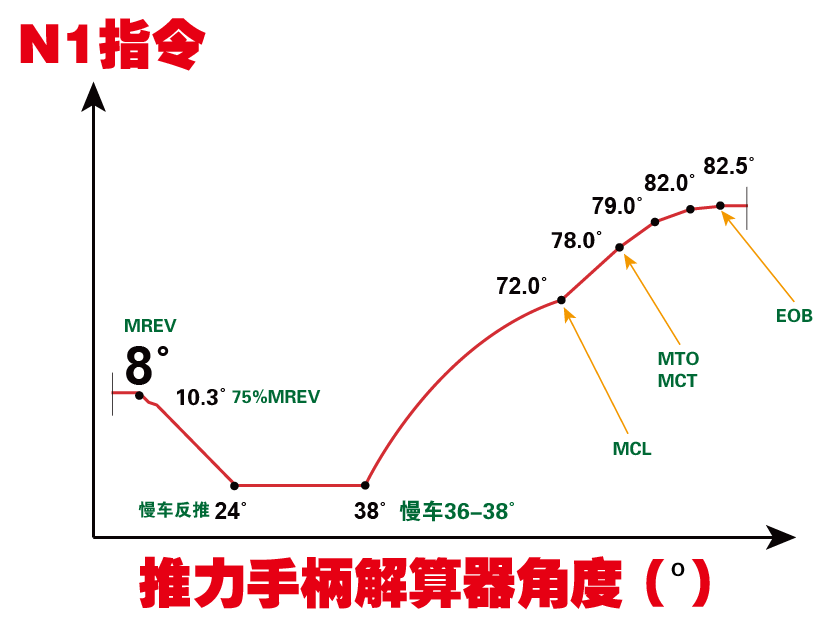 N1指令
82.5°
82.0°
79.0°
78.0°
72.0°
EOB
MREV
8°
MTO
MCT
10.3° 75%MREV
MCL
慢车反推 24°
38° 慢车36-38°
推力手柄解算器角度(°)